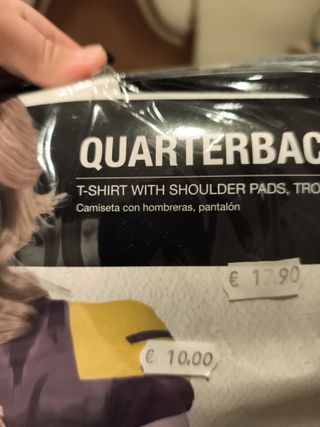 QUARTERBAC
T-SHIRT WITH SHOULDER PADS, TRO
Camiseta con hombreras, pantalón
€ 17.90
€ 10.00